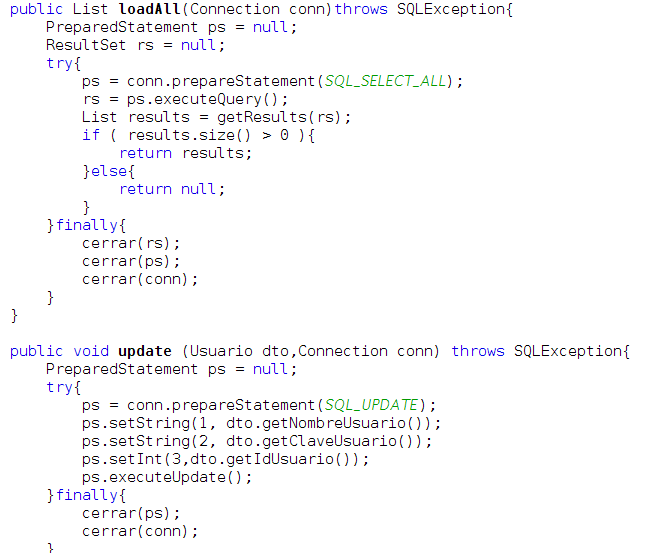 public List loadAll(Connection conn)throws SQLException{
    PreparedStatement ps = null;
    ResultSet rs = null;
    try{
        ps = conn.prepareStatement(SQL_SELECT_ALL);
        rs = ps.executeQuery();
        List results = getResults(rs);
        if ( results.size() > 0 ){
            return results;
        }else{
            return null;
        }
    }finally{
        cerrar(rs);
        cerrar(ps);
        cerrar(conn);
    }
}

public void update (Usuario dto,Connection conn) throws SQLException{
    PreparedStatement ps = null;
    try{
        ps = conn.prepareStatement(SQL_UPDATE);
        ps.setString(1, dto.getNombreUsuario());
        ps.setString(2, dto.getClaveUsuario());
        ps.setInt(3,dto.getIdUsuario());
        ps.executeUpdate();
    }finally{
        cerrar(ps);
        cerrar(conn);
    }